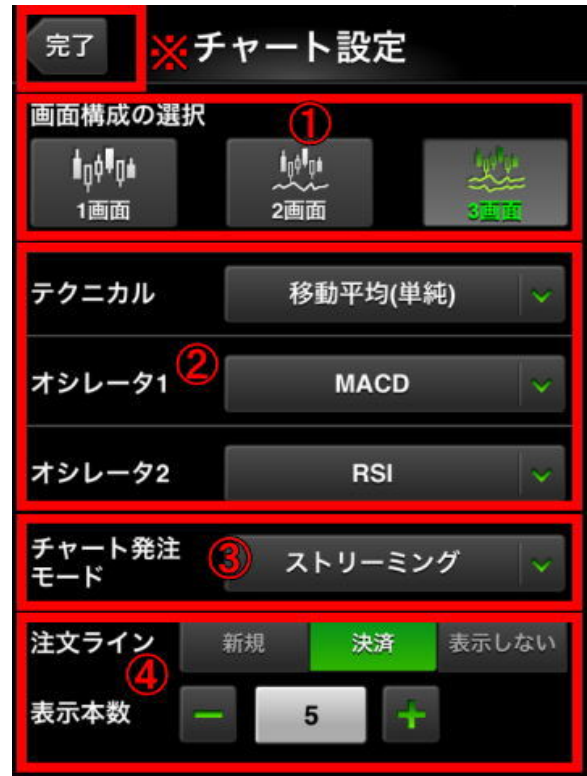 完了
※チャート設定
画面構成の選択
①
1画面
2画面
3画面
テクニカル
移動平均(単純)
オシレータ1
②
MACD
オシレータ2
RSI
チャート発注
モード
③
ストリーミング
注文ライン
新規
決済
表示しない
④
表示本数
－
5
＋